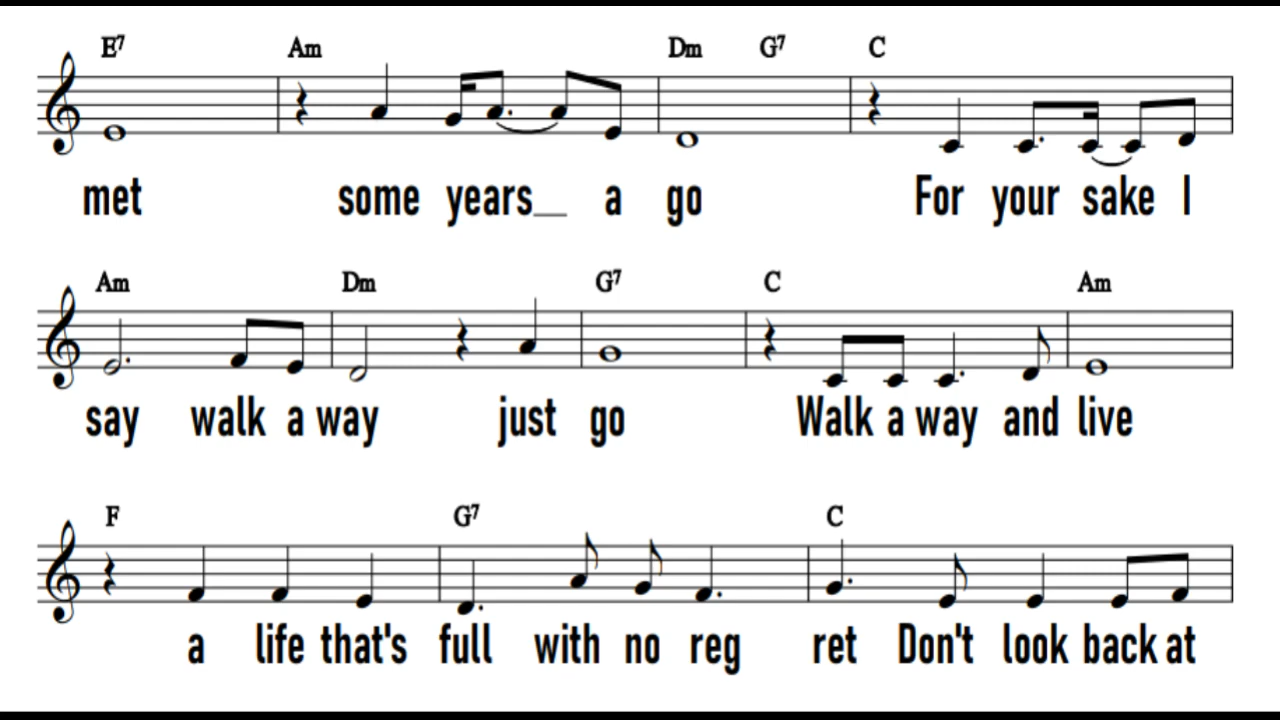 E7 Am Dm G7 C
met some years__ a go For your sake I
Am Dm G7 C Am
say walk a way just go Walk a way and live
F G7 C
a life that's full with no reg ret Don't look back at